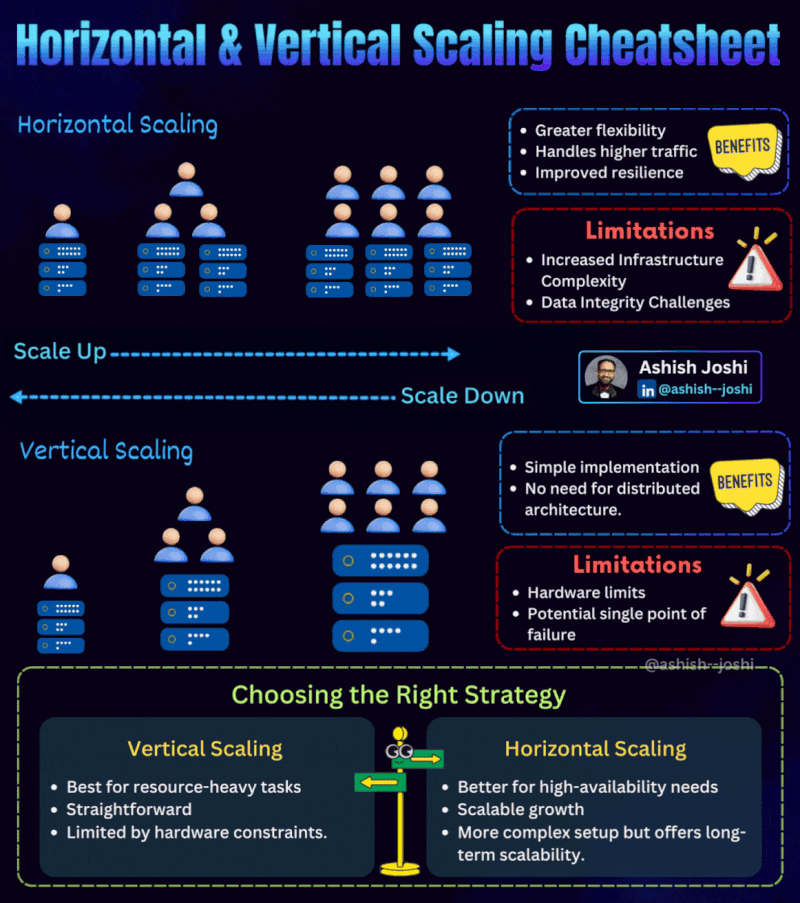 Horizontal & Vertical Scaling Cheatsheet
Horizontal Scaling
• Greater flexibility
• Handles higher traffic
• Improved resilience
BENEFITS
Limitations
• Increased Infrastructure
Complexity
• Data Integrity Challenges
Scale Up
Scale Down
Ashish Joshi
in @ashish--joshi
Vertical Scaling
• Simple implementation
• No need for distributed
architecture.
BENEFITS
Limitations
• Hardware limits
• Potential single point of
failure
@ashish--joshi
Choosing the Right Strategy
Vertical Scaling
• Best for resource-heavy tasks
• Straightforward
• Limited by hardware constraints.
Horizontal Scaling
• Better for high-availability needs
• Scalable growth
• More complex setup but offers long-
term scalability.